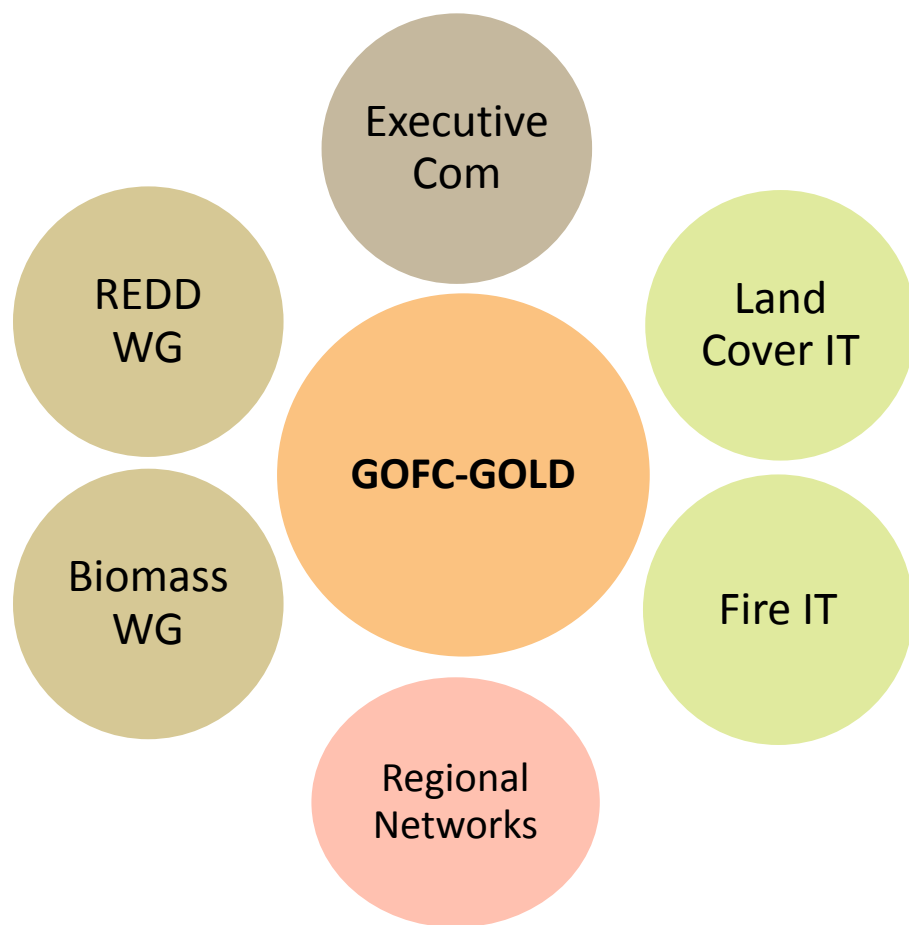 Executive
Com
REDD
WG
Land
Cover IT
GOFC-GOLD
Biomass
WG
Fire IT
Regional
Networks